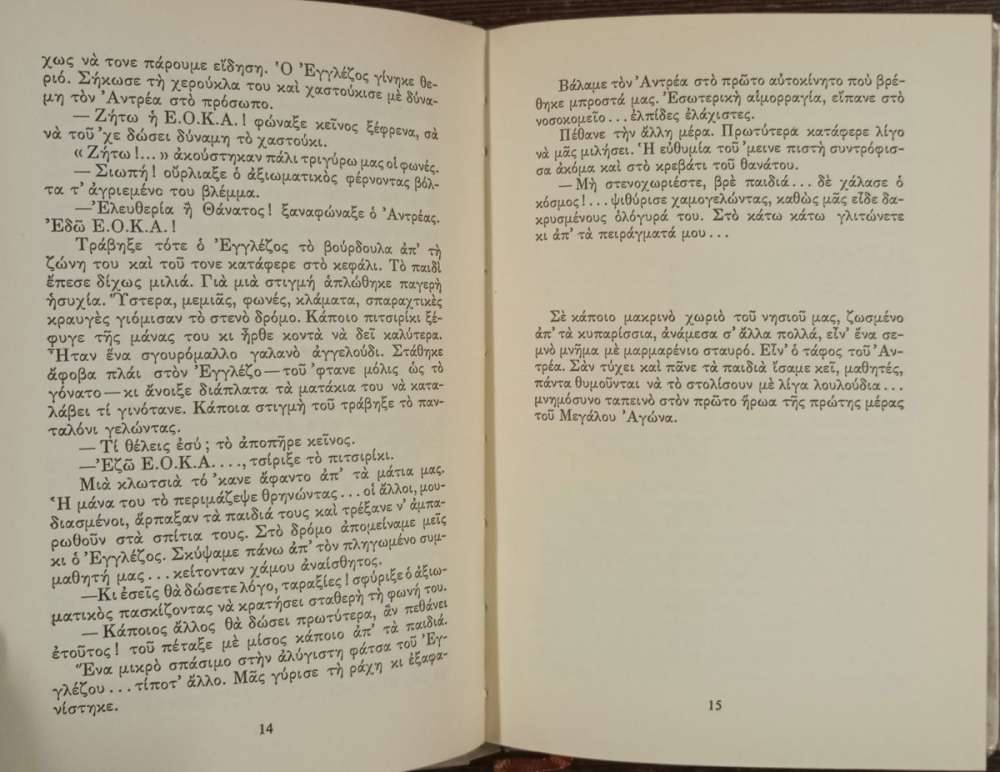 χως νὰ τονε πάρουμε εἴδηση. Ὁ Ἐγγλέζος γίνηκε θε-
ριό. Σήκωσε τὴ χερούκλα του καὶ χαστούκισε μὲ δύνα-
μη τὸν Ἀντρέα στὸ πρόσωπο.
— Ζήτω ἡ Ε.Ο.Κ.Α.! φώναξε κεῖνος ξέφρενα, σὰ
νὰ τοῦ 'χε δώσει δύναμη τὸ χαστούκι.
« Ζήτω!... » ἀκούστηκαν πάλι τριγύρω μας οἱ φωνές.
— Σιωπή! οὔρλιαξε ὁ ἀξιωματικὸς φέρνοντας βόλ-
τα τ' ἀγριεμένο του βλέμμα.
—Ἐλευθερία ἢ Θάνατος! ξαναφώναξε ὁ Ἀντρέας.
Ἐδῶ Ε.Ο.Κ.Α.!
Τράβηξε τότε ὁ Ἐγγλέζος τὸ βούρδουλα ἀπ' τὴ
ζώνη του καὶ τοῦ τονε κατάφερε στὸ κεφάλι. Τὸ παιδὶ
ἔπεσε δίχως μιλιά. Γιὰ μιὰ στιγμὴ ἁπλώθηκε παγερὴ
ἡσυχία. Ὕστερα, μεμιᾶς, φωνές, κλάματα, σπαραχτικὲς
κραυγὲς γιόμισαν τὸ στενὸ δρόμο. Κάποιο πιτσιρίκι ξέ-
φυγε τῆς μάνας του κι ἦρθε κοντὰ νὰ δεῖ καλύτερα.
Ἦταν ἕνα σγουρόμαλλο γαλανὸ ἀγγελούδι. Στάθηκε
ἄφοβα πλάι στὸν Ἐγγλέζο — τοῦ 'φτανε μόλις ὡς τὸ
γόνατο — κι ἄνοιξε διάπλατα τὰ ματάκια του νὰ κατα-
λάβει τί γινότανε. Κάποια στιγμὴ τοῦ τράβηξε τὸ παν-
ταλόνι γελώντας.
— Τί θέλεις ἐσύ; τὸ ἀποπῆρε κεῖνος.
—Ἐζῶ Ε.Ο.Κ.Α...., τσίριξε τὸ πιτσιρίκι.
Μιὰ κλωτσιὰ τό 'κανε ἄφαντο ἀπ' τὰ μάτια μας.
Ἡ μάνα του τὸ περιμάζεψε θρηνώντας... οἱ ἄλλοι, μου-
διασμένοι, ἅρπαξαν τὰ παιδιά τους καὶ τρέξανε ν' ἀμπα-
ρωθοῦν στὰ σπίτια τους. Στὸ δρόμο ἀπομείναμε μεῖς
κι ὁ Ἐγγλέζος. Σκύψαμε πάνω ἀπ' τὸν πληγωμένο συμ-
μαθητή μας... κείτονταν χάμου ἀναίσθητος.
—Κι ἐσεῖς θὰ δώσετε λόγο, ταραξίες! σφύριξε ὁ ἀξιω-
ματικὸς πασκίζοντας νὰ κρατήσει σταθερὴ τὴ φωνή του.
— Κάποιος ἄλλος θὰ δώσει πρωτύτερα, ἂν πεθάνει
ἐτοῦτος! τοῦ πέταξε μὲ μίσος κάποιο ἀπ' τὰ παιδιά.
Ἕνα μικρὸ σπάσιμο στὴν ἀλύγιστη φάτσα τοῦ Ἐγ-
γλέζου... τίποτ' ἄλλο. Μᾶς γύρισε τὴ ράχη κι ἐξαφα-
νίστηκε.
14
Βάλαμε τὸν Ἀντρέα στὸ πρῶτο αὐτοκίνητο ποὺ βρέ-
θηκε μπροστά μας. Ἐσωτερικὴ αἱμορραγία, εἴπανε στὸ
νοσοκομεῖο... ἐλπίδες ἐλάχιστες.
Πέθανε τὴν ἄλλη μέρα. Πρωτύτερα κατάφερε λίγο
νὰ μᾶς μιλήσει. Ἡ εὐθυμία τοῦ 'μεινε πιστὴ συντρόφισ-
σα ἀκόμα καὶ στὸ κρεβάτι τοῦ θανάτου.
— Μὴ στενοχωριέστε, βρὲ παιδιά... δὲ χάλασε ὁ
κόσμος!... ψιθύρισε χαμογελώντας, καθὼς μᾶς εἶδε δα-
κρυσμένους ὁλόγυρά του. Στὸ κάτω κάτω γλιτώνετε
κι ἀπ' τὰ πειράγματά μου...
Σὲ κάποιο μακρινὸ χωριὸ τοῦ νησιοῦ μας, ζωσμένο
ἀπ' τὰ κυπαρίσσια, ἀνάμεσα σ' ἄλλα πολλά, εἶν' ἕνα σε-
μνὸ μνῆμα μὲ μαρμαρένιο σταυρό. Εἶν' ὁ τάφος τοῦ Ἀν-
τρέα. Σὰν τύχει καὶ πᾶνε τὰ παιδιὰ ἴσαμε κεῖ, μαθητές,
πάντα θυμοῦνται νὰ τὸ στολίσουν μὲ λίγα λουλούδια...
μνημόσυνο ταπεινὸ στὸν πρῶτο ἥρωα τῆς πρώτης μέρας
τοῦ Μεγάλου Ἀγώνα.
15